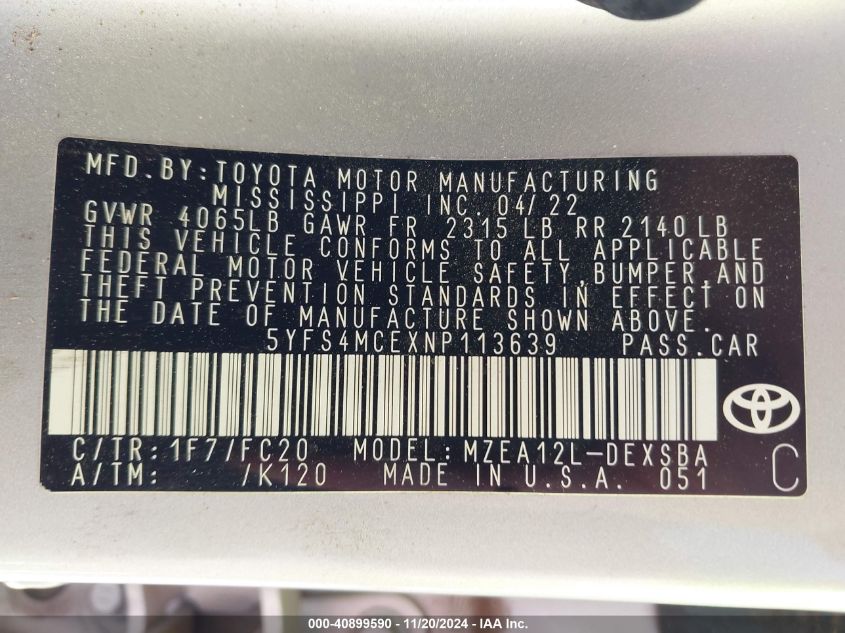 MFD.BY:TOYOTA MOTOR MANUFACTURING
MISSISSIPPI INC. 04/22
GVWR 4065LB GAWR FR 2315LB RR 2140LB
THIS VEHICLE CONFORMS TO ALL APPLICABLE
FEDERAL MOTOR VEHICLE SAFETY,BUMPER,AND
THEFT PREVENTION STANDARDS IN EFFECT ON
THE DATE OF MANUFACTURE SHOWN ABOVE.
5YFS4MCEXNP113639 PASS.CAR
C/TR:1F7/FC20 MODEL:MZEA12L-DEXSBA
A/TM: /K120 MADE IN U.S.A. 051
C
000-40899590 - 11/20/2024 - IAA Inc.